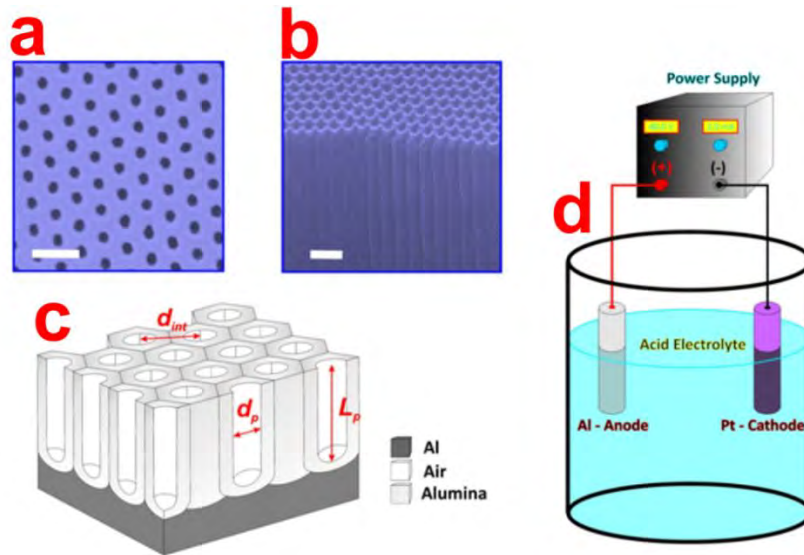 a
b
c
d_int
d_p
L_p
Al
Air
Alumina
d
Power Supply
(+)
(-)
Acid Electrolyte
Al - Anode
Pt - Cathode